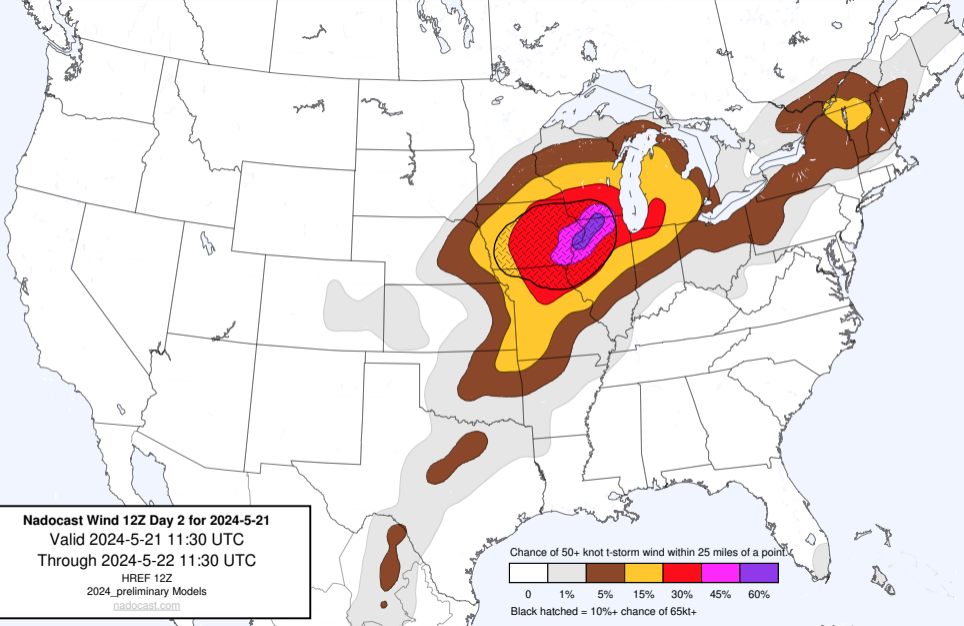 Nadocast Wind 12Z Day 2 for 2024-5-21
Valid 2024-5-21 11:30 UTC
Through 2024-5-22 11:30 UTC
HREF 12Z
2024_preliminary Models
nadocast.com
Chance of 50+ knot t-storm wind within 25 miles of a point.
0 1% 5% 15% 30% 45% 60%
Black hatched = 10%+ chance of 65kt+